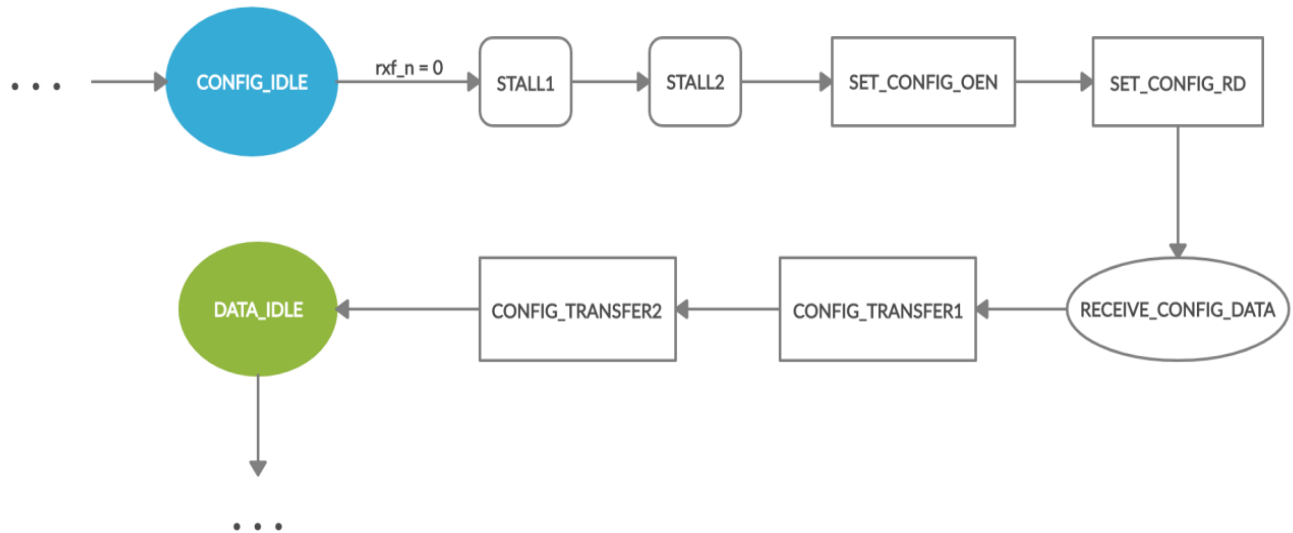 . . .
CONFIG_IDLE
rxf_n = 0
STALL1
STALL2
SET_CONFIG_OEN
SET_CONFIG_RD
DATA_IDLE
CONFIG_TRANSFER2
CONFIG_TRANSFER1
RECEIVE_CONFIG_DATA
. . .